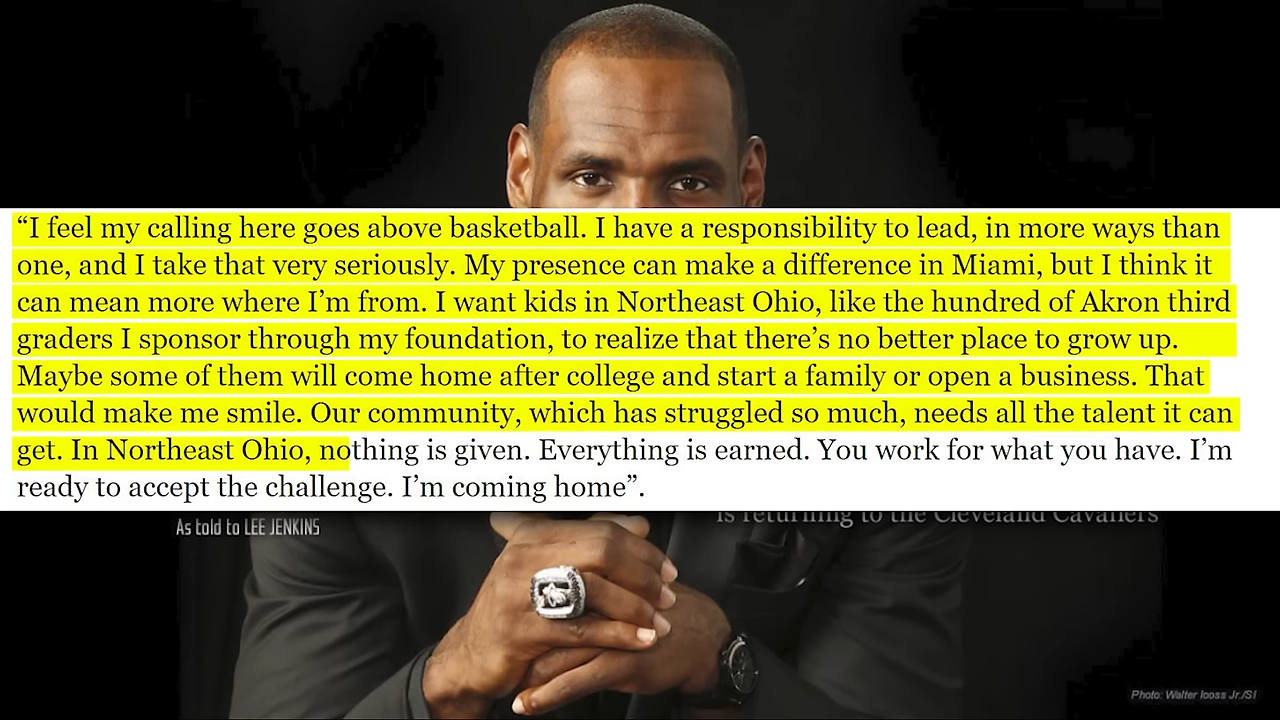 “I feel my calling here goes above basketball. I have a responsibility to lead, in more ways than
one, and I take that very seriously. My presence can make a difference in Miami, but I think it
can mean more where I’m from. I want kids in Northeast Ohio, like the hundred of Akron third
graders I sponsor through my foundation, to realize that there’s no better place to grow up.
Maybe some of them will come home after college and start a family or open a business. That
would make me smile. Our community, which has struggled so much, needs all the talent it can
get. In Northeast Ohio, nothing is given. Everything is earned. You work for what you have. I’m
ready to accept the challenge. I’m coming home”.
As told to LEE JENKINS
is returning to the Cleveland Cavaliers
Photo: Walter Iooss Jr./SI